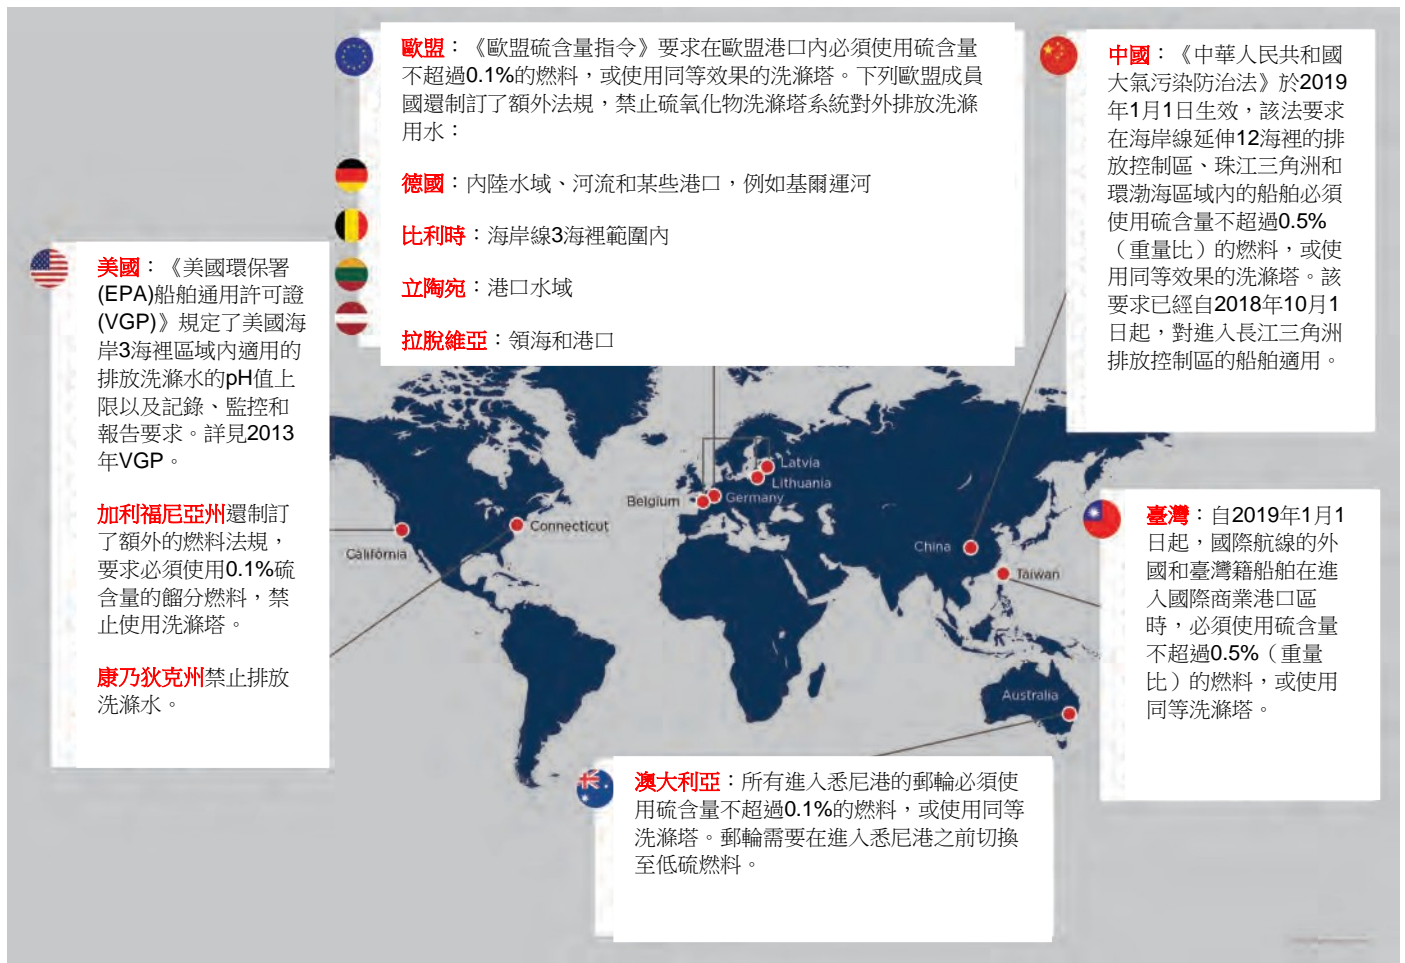 歐盟：《歐盟硫含量指令》要求在歐盟港口內必須使用硫含量
不超過0.1%的燃料，或使用同等效果的洗滌塔。下列歐盟成員
國還制訂了額外法規，禁止硫氧化物洗滌塔系統對外排放洗滌
用水：
德國：內陸水域、河流和某些港口，例如基爾運河
比利時：海岸線3海裡範圍內
立陶宛：港口水域
拉脫維亞：領海和港口
中國：《中華人民共和國
大氣污染防治法》於2019
年1月1日生效，該法要求
在海岸線延伸12海裡的排
放控制區、珠江三角洲和
環渤海區域內的船舶必須
使用硫含量不超過0.5%
（重量比）的燃料，或使
用同等效果的洗滌塔。該
要求已經自2018年10月1
日起，對進入長江三角洲
排放控制區的船舶適用。
美國：《美國環保署
(EPA)船舶通用許可證
(VGP)》規定了美國海
岸3海裡區域內適用的
排放洗滌水的pH值上
限以及記錄、監控和
報告要求。詳見2013
年VGP。
加利福尼亞州還制訂
了額外的燃料法規，
要求必須使用0.1%硫
含量的餾分燃料，禁
止使用洗滌塔。
康乃狄克州禁止排放
洗滌水。
Latvia
Lithuania
Belgium
Germany
Connecticut
California
China
Taiwan
Australia
臺灣：自2019年1月1
日起，國際航線的外
國和臺灣籍船舶在進
入國際商業港口區
時，必須使用硫含量
不超過0.5%（重量
比）的燃料，或使用
同等洗滌塔。
澳大利亞：所有進入悉尼港的郵輪必須使
用硫含量不超過0.1%的燃料，或使用同等
洗滌塔。郵輪需要在進入悉尼港之前切換
至低硫燃料。